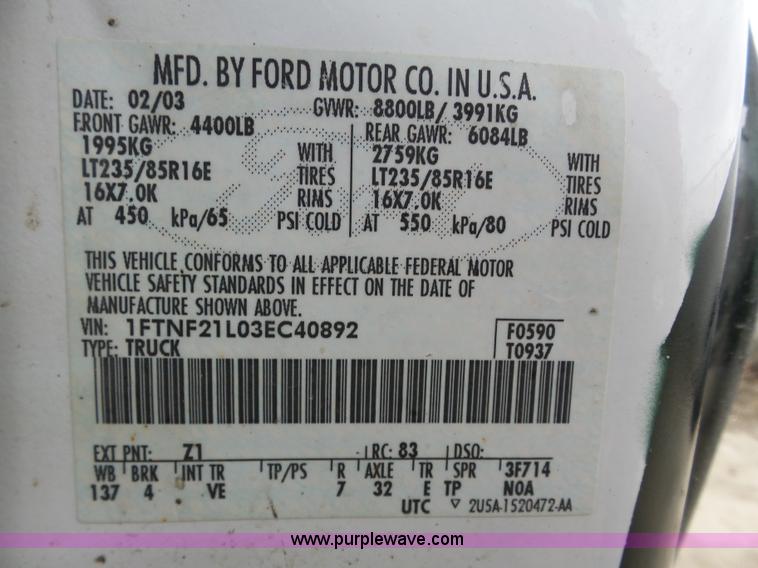 MFD. BY FORD MOTOR CO. IN U.S.A.
DATE: 02/03 GVWR: 8800LB/ 3991KG
FRONT GAWR: 4400LB REAR GAWR: 6084LB
1995KG WITH 2759KG WITH
LT235/85R16E TIRES LT235/85R16E TIRES
16X7.0K RIMS 16X7.0K RIMS
AT 450 kPa/65 PSI COLD AT 550 kPa/80 PSI COLD
THIS VEHICLE CONFORMS TO ALL APPLICABLE FEDERAL MOTOR
VEHICLE SAFETY STANDARDS IN EFFECT ON THE DATE OF
MANUFACTURE SHOWN ABOVE.
VIN: 1FTNF21L03EC40892 F0590
TYPE: TRUCK T0937
EXT PNT: Z1 RC: 83 DSO:
WB BRK INT TR TP/PS R AXLE TR SPR 3F714
137 4 VE 7 32 E TP NOA
UTC ▽ 2U5A-1520472-AA
www.purplewave.com